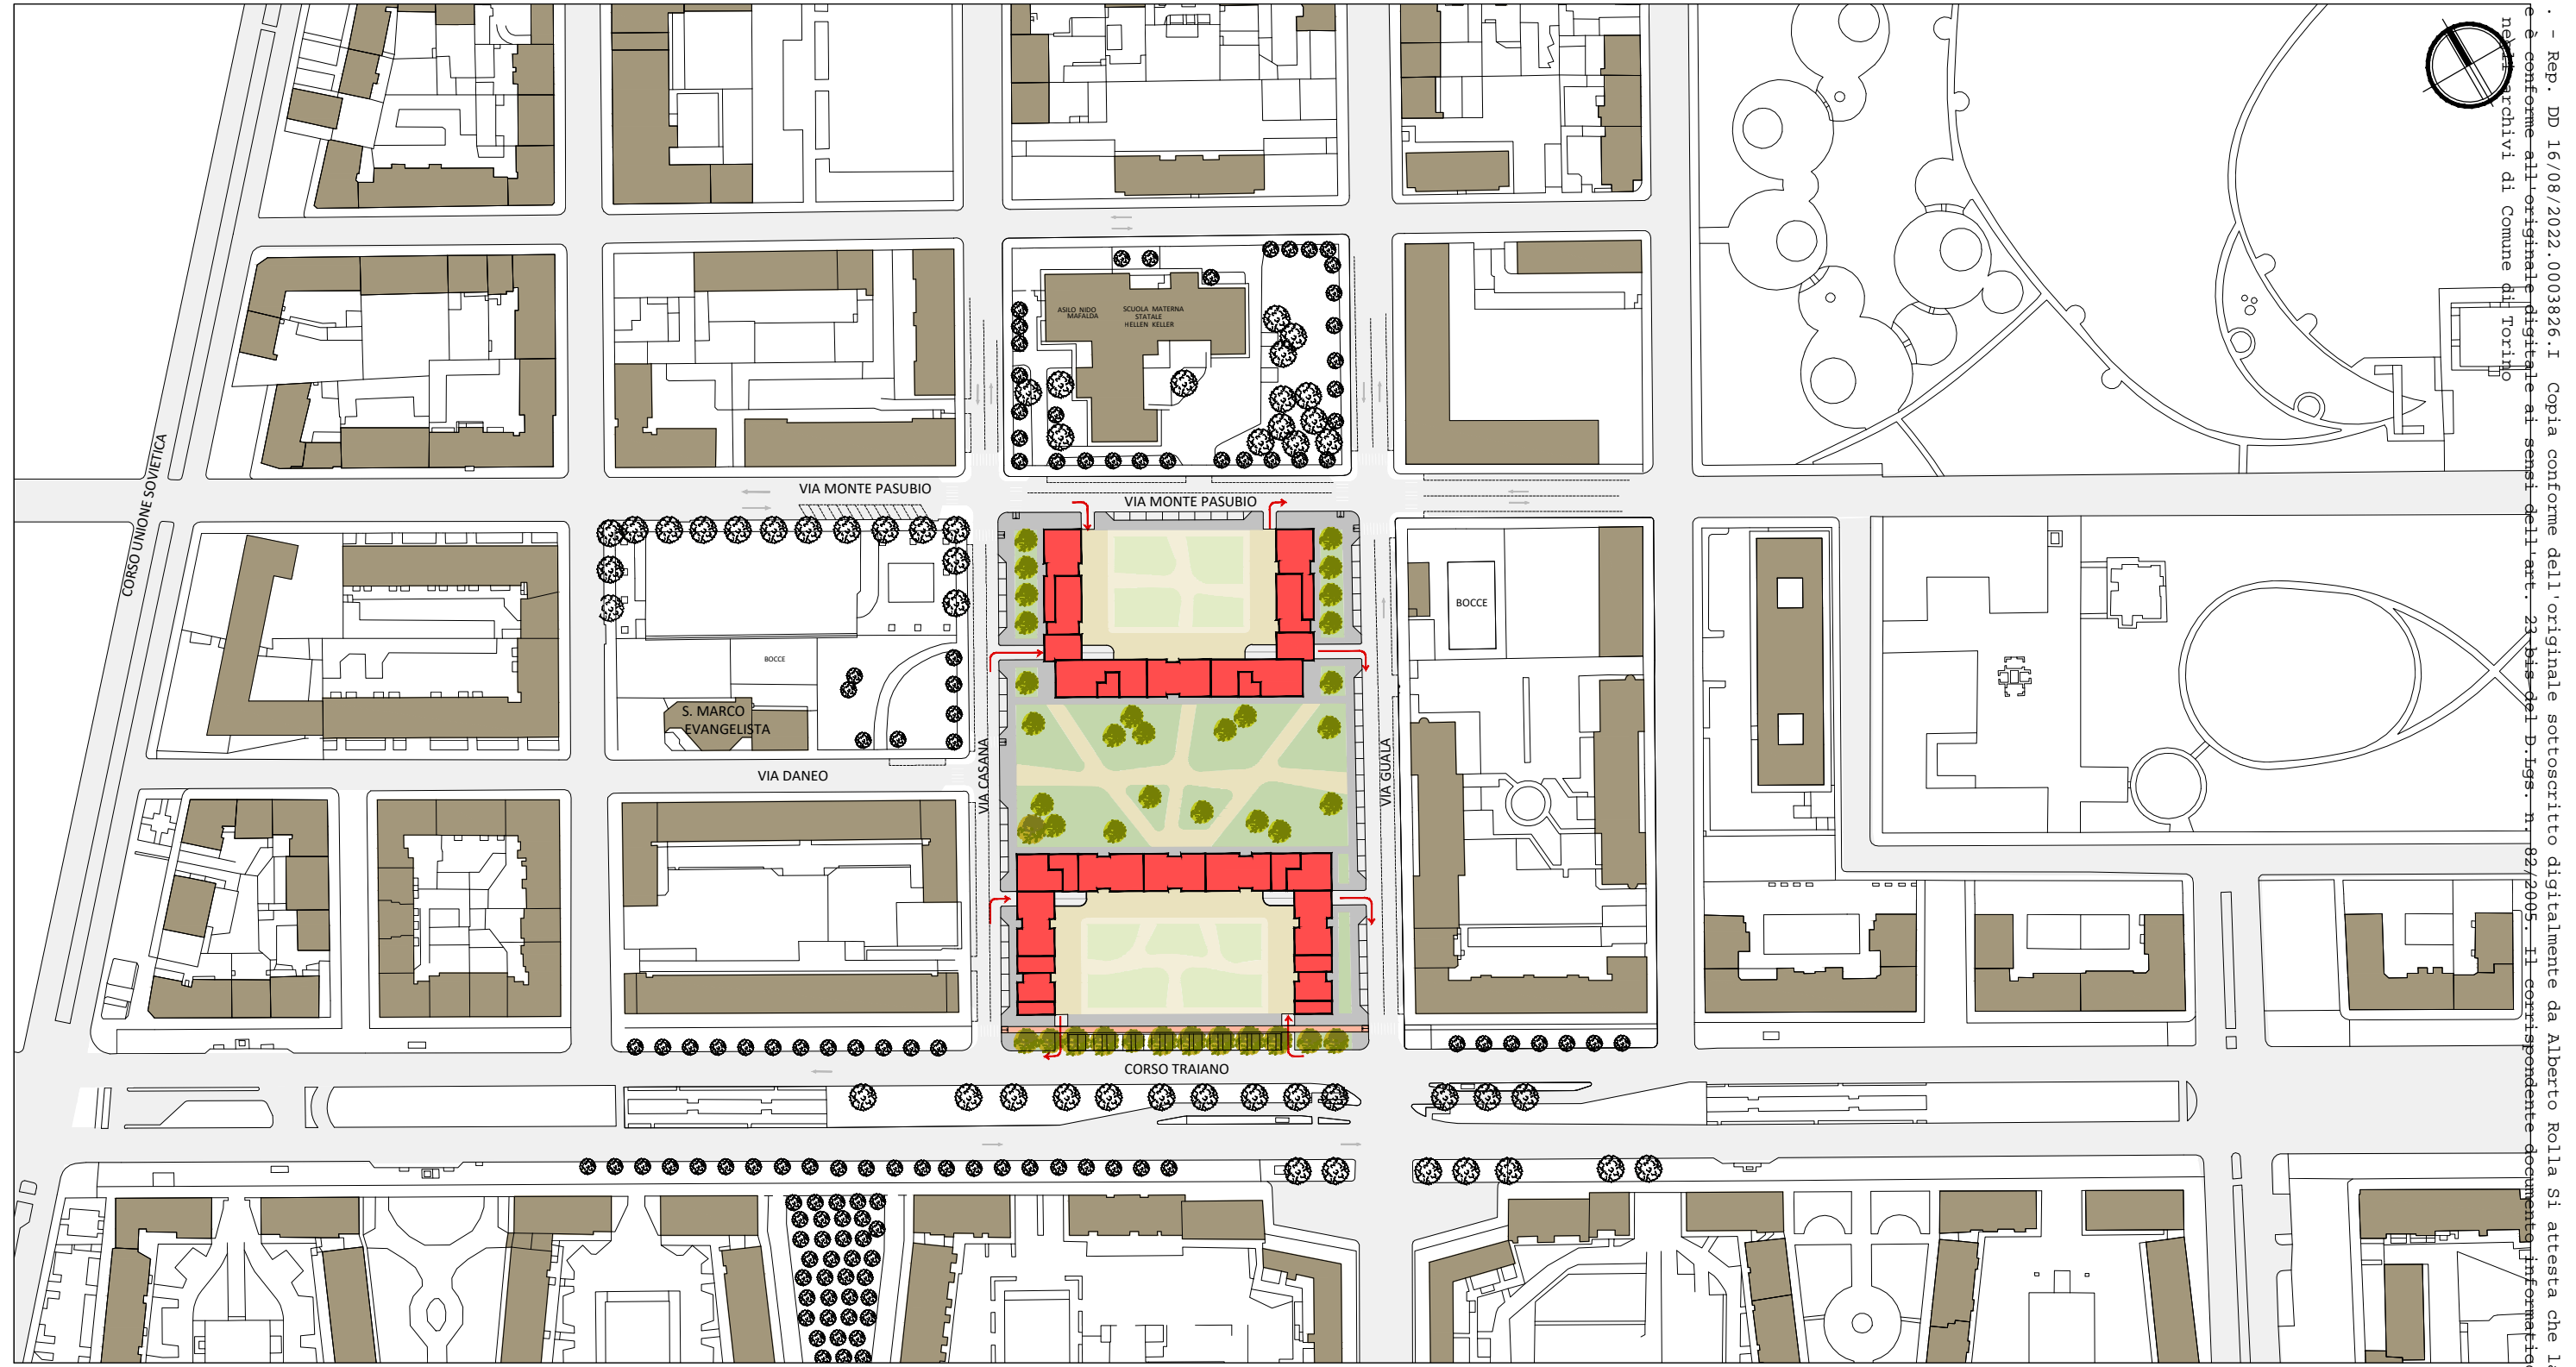 . - Rep. DD 16/08/2022.0003826.I Copia conforme dell'originale sottoscritto digitalmente da Alberto Rolla Si attesta che la
e è conforme all'originale digitale ai sensi dell'art. 23-bis del D.Lgs. n. 82/2005. Il corrispondente documento informatico
archivi di Comune di Torino
ASILO NIDO
MAFALDA
SCUOLA MATERNA
STATALE
HELLEN KELLER
CORSO UNIONE SOVIETICA
VIA MONTE PASUBIO
VIA MONTE PASUBIO
BOCCE
BOCCE
S. MARCO
EVANGELISTA
VIA DANEO
VIA CASANA
VIA GUALA
CORSO TRAIANO